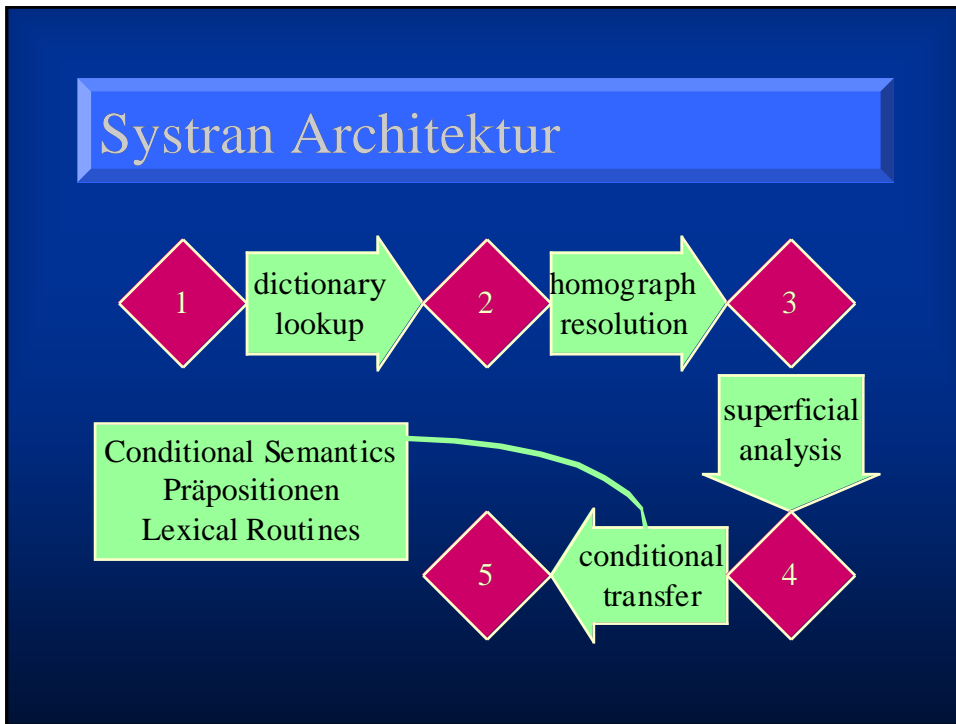 Systran Architektur
1
dictionary
lookup
2
homograph
resolution
3
superficial
analysis
4
conditional
transfer
5
Conditional Semantics
Präpositionen
Lexical Routines